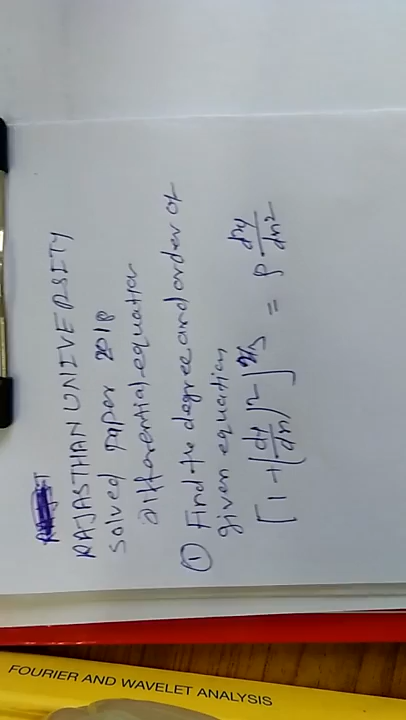 RAJASTHAN UNIVERSITY
Solved Paper 2018
differential equation
① Find the degree and order of
given equation
[1+(dy/dx)²]^{2/3} = ρ d²y/dx²
FOURIER AND WAVELET ANALYSIS